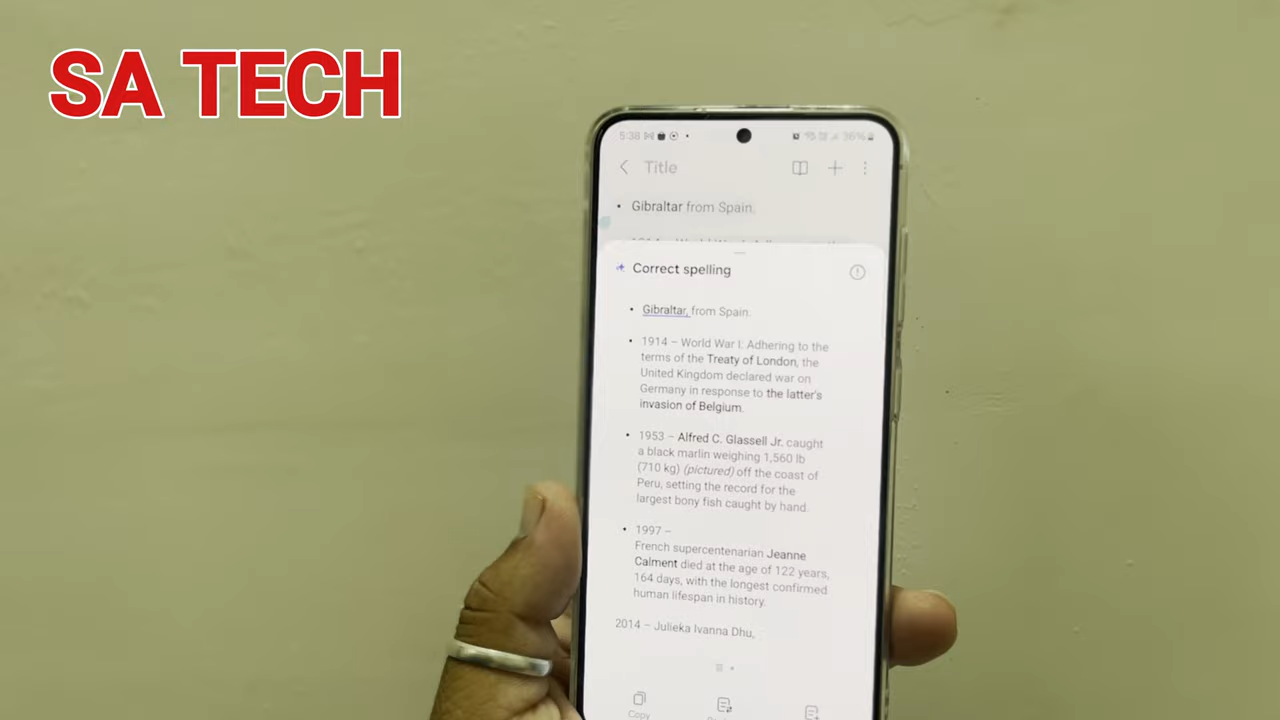 SA TECH
5:38
36%
Title
• Gibraltar from Spain.
Correct spelling
• Gibraltar, from Spain.
• 1914 – World War I: Adhering to the
terms of the Treaty of London, the
United Kingdom declared war on
Germany in response to the latter's
invasion of Belgium.
• 1953 – Alfred C. Glassell Jr. caught
a black marlin weighing 1,560 lb
(710 kg) (pictured) off the coast of
Peru, setting the record for the
largest bony fish caught by hand.
• 1997 –
French supercentenarian Jeanne
Calment died at the age of 122 years,
164 days, with the longest confirmed
human lifespan in history.
2014 – Julieka Ivanna Dhu,
Copy